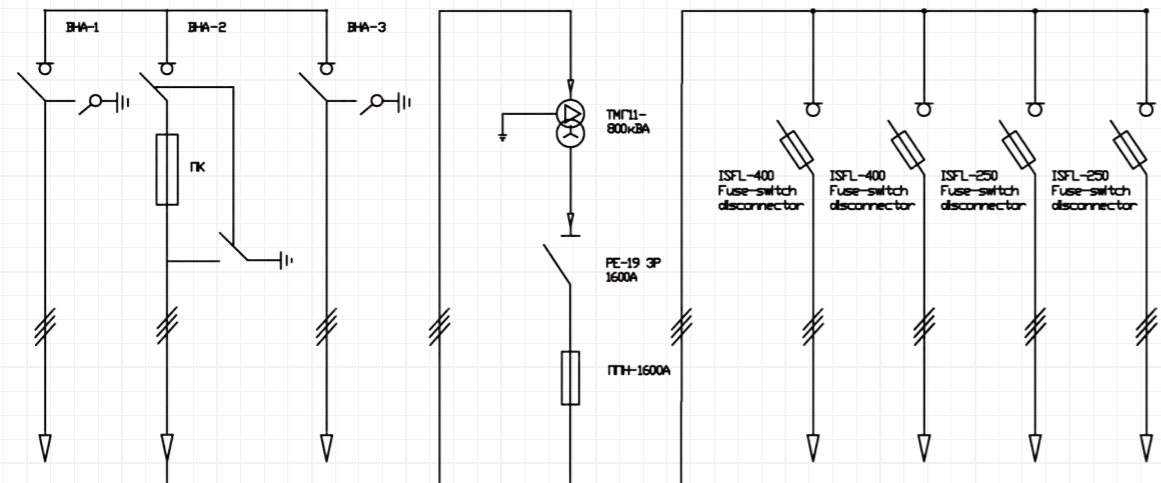 ВНА-1
ВНА-2
ВНА-3
ПК
ТМГ11-
800кВА
РЕ-19 3Р
1600А
ППН-1600А
ISFL-400
Fuse-switch
disconnector
ISFL-400
Fuse-switch
disconnector
ISFL-250
Fuse-switch
disconnector
ISFL-250
Fuse-switch
disconnector